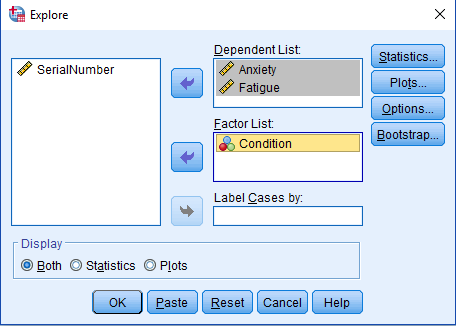 Explore
Dependent List:
SerialNumber
Anxiety
Fatigue
Statistics...
Plots...
Options...
Bootstrap...
Factor List:
Condition
Label Cases by:
Display
Both Statistics Plots
OK Paste Reset Cancel Help